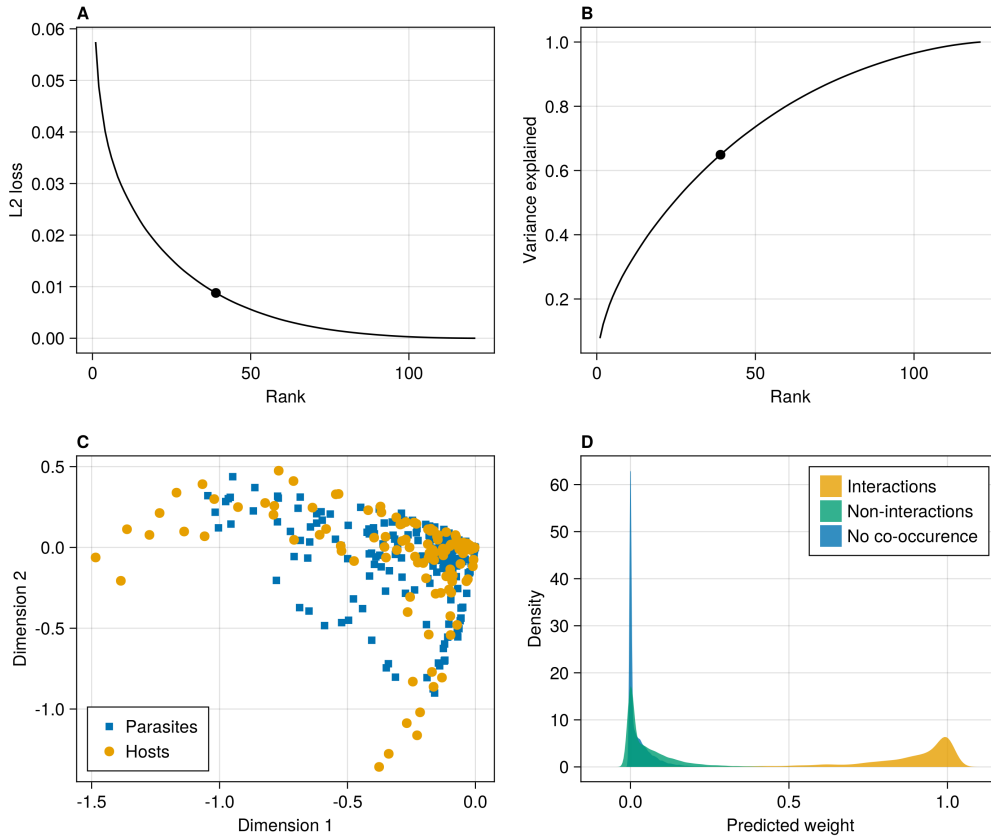 A
0.06
0.05
0.04
0.03
0.02
0.01
0.00
L2 loss
0
50
100
Rank
B
1.0
0.8
0.6
0.4
0.2
Variance explained
0
50
100
Rank
C
0.5
0.0
-0.5
-1.0
Dimension 2
Parasites
Hosts
-1.5
-1.0
-0.5
0.0
Dimension 1
D
60
50
40
30
20
10
0
Density
Interactions
Non-interactions
No co-occurence
0.0
0.5
1.0
Predicted weight